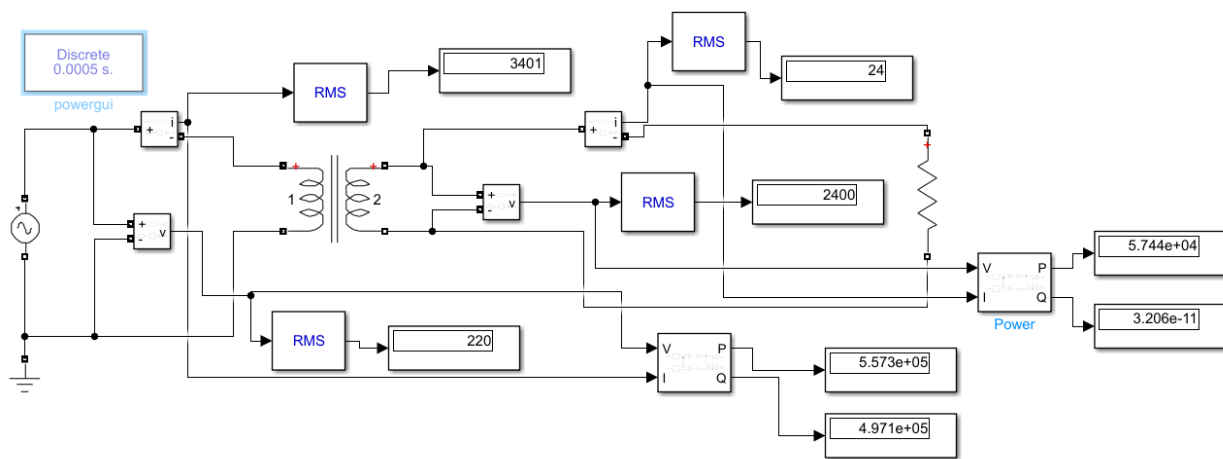 Discrete
0.0005 s.
powergui
RMS
3401
RMS
24
i
+
-
i
+
-
1
2
+
-
v
RMS
2400
+
-
v
V
I
P
Q
Power
5.744e+04
3.206e-11
RMS
220
V
I
P
Q
5.573e+05
4.971e+05